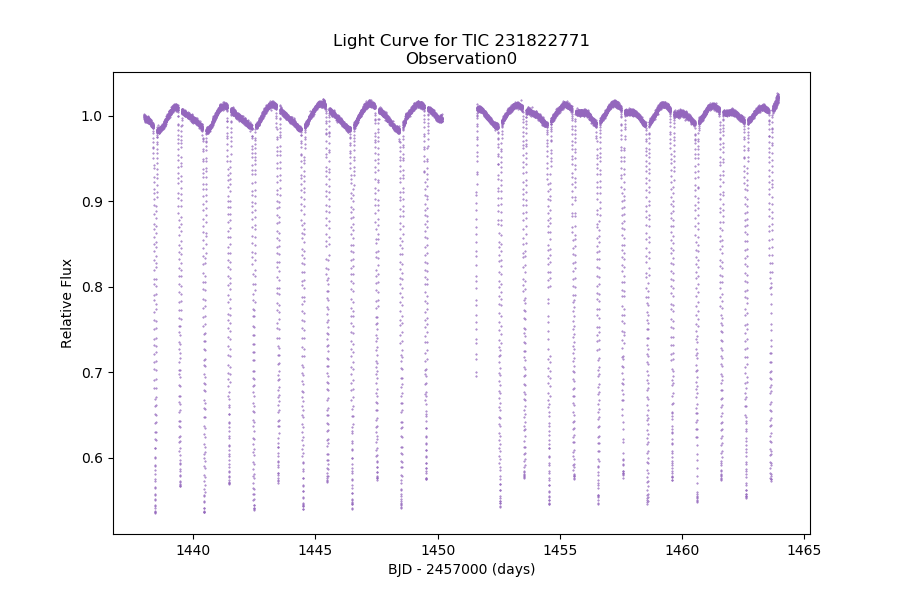 Light Curve for TIC 231822771
Observation0
1.0
0.9
0.8
0.7
0.6
Relative Flux
1440
1445
1450
1455
1460
1465
BJD - 2457000 (days)